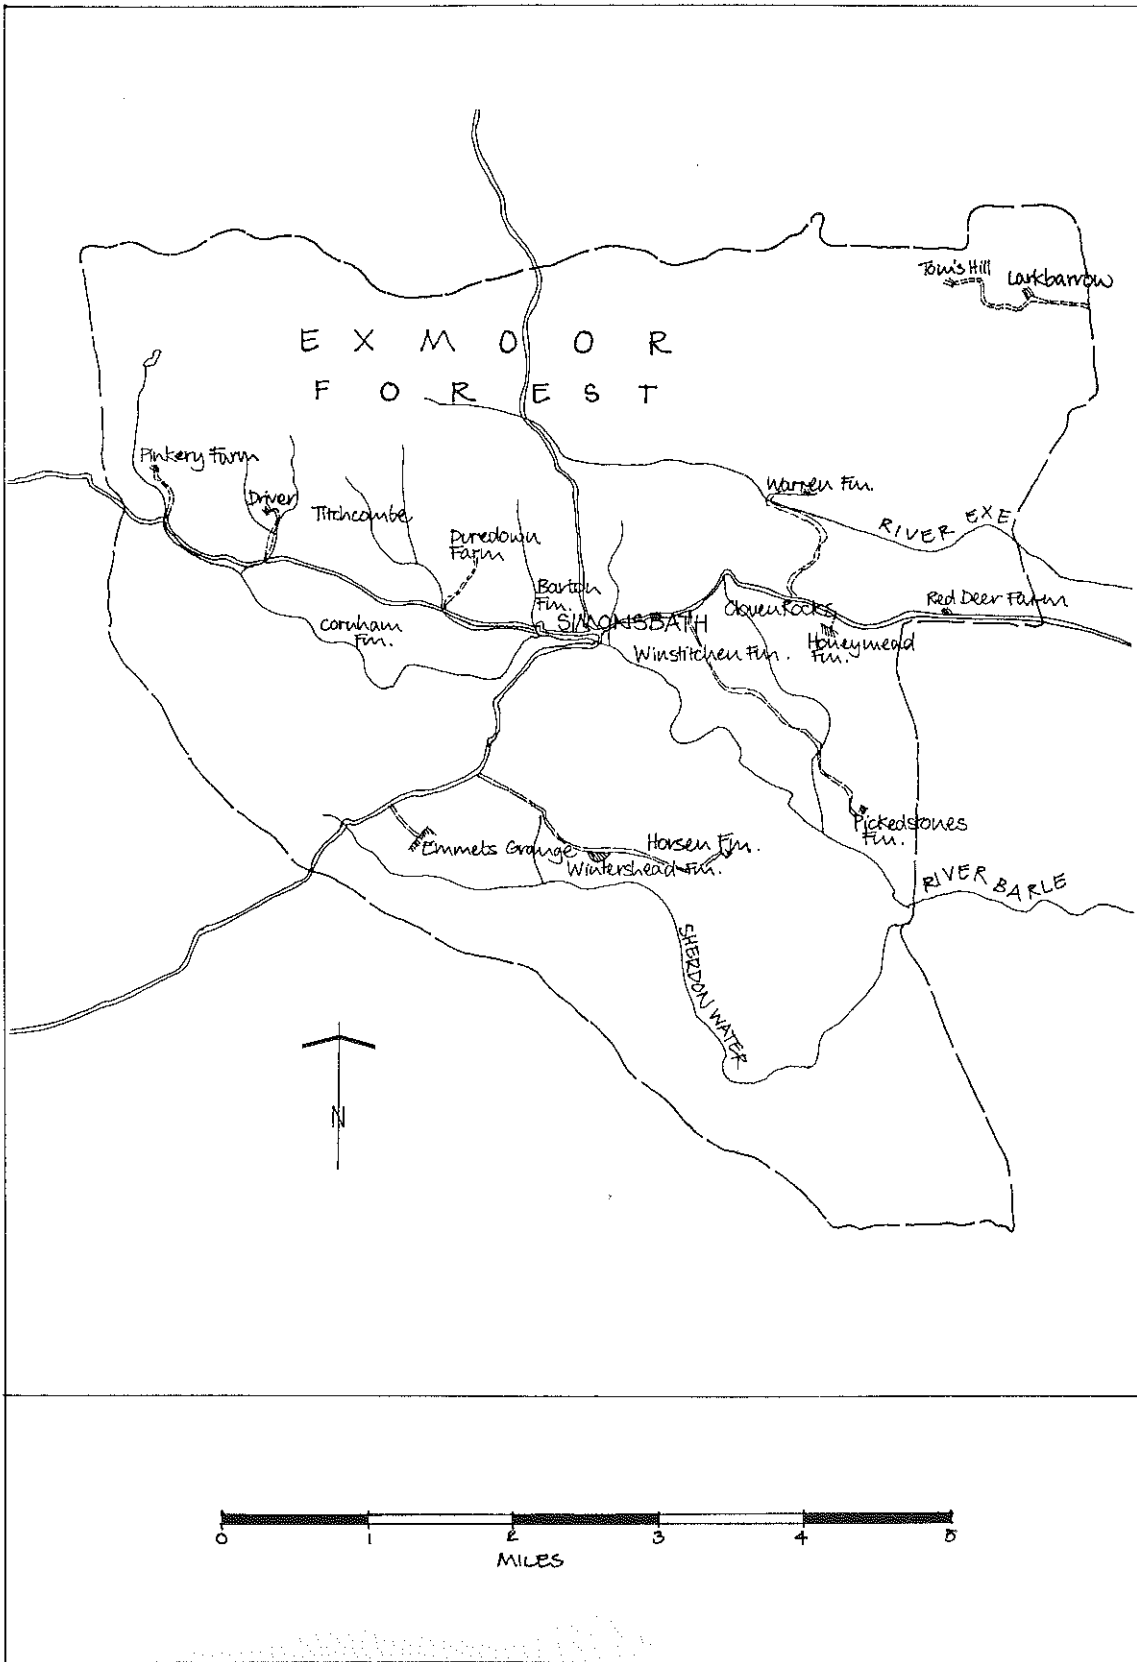 Tom's Hill
Larkbarrow
EXMOOR
FOREST
Pinkery Farm
Driver
Titchcombe
Duredown
Farm
Warren Fm.
RIVER EXE
Barton
Fm.
Cornham
Fm.
SIMONSBATH
Cloven Rocks
Red Deer Farm
Winstitchen Fm.
Honeymead
Fm.
Pickedstones
Fm.
Emmets Grange
Horsen Fm.
Wintershead Fm.
RIVER BARLE
SHERDON WATER
N
0 1 2 3 4 5
MILES